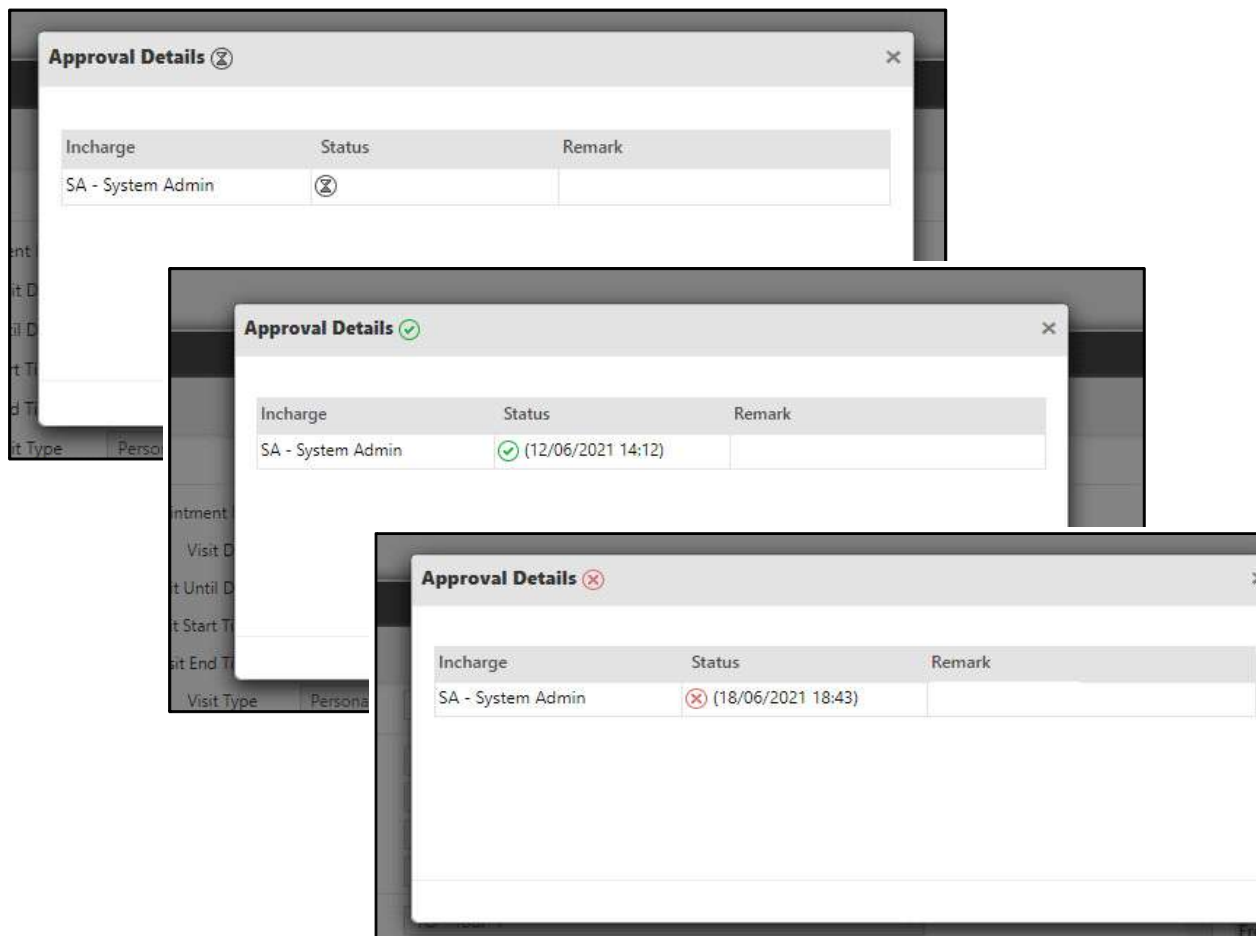 Approval Details
Incharge Status Remark
SA - System Admin
Visit Type
Approval Details
Incharge Status Remark
SA - System Admin (12/06/2021 14:12)
Visit
Until
Start
End
Visit Type
Approval Details
Incharge Status Remark
SA - System Admin (18/06/2021 18:43)